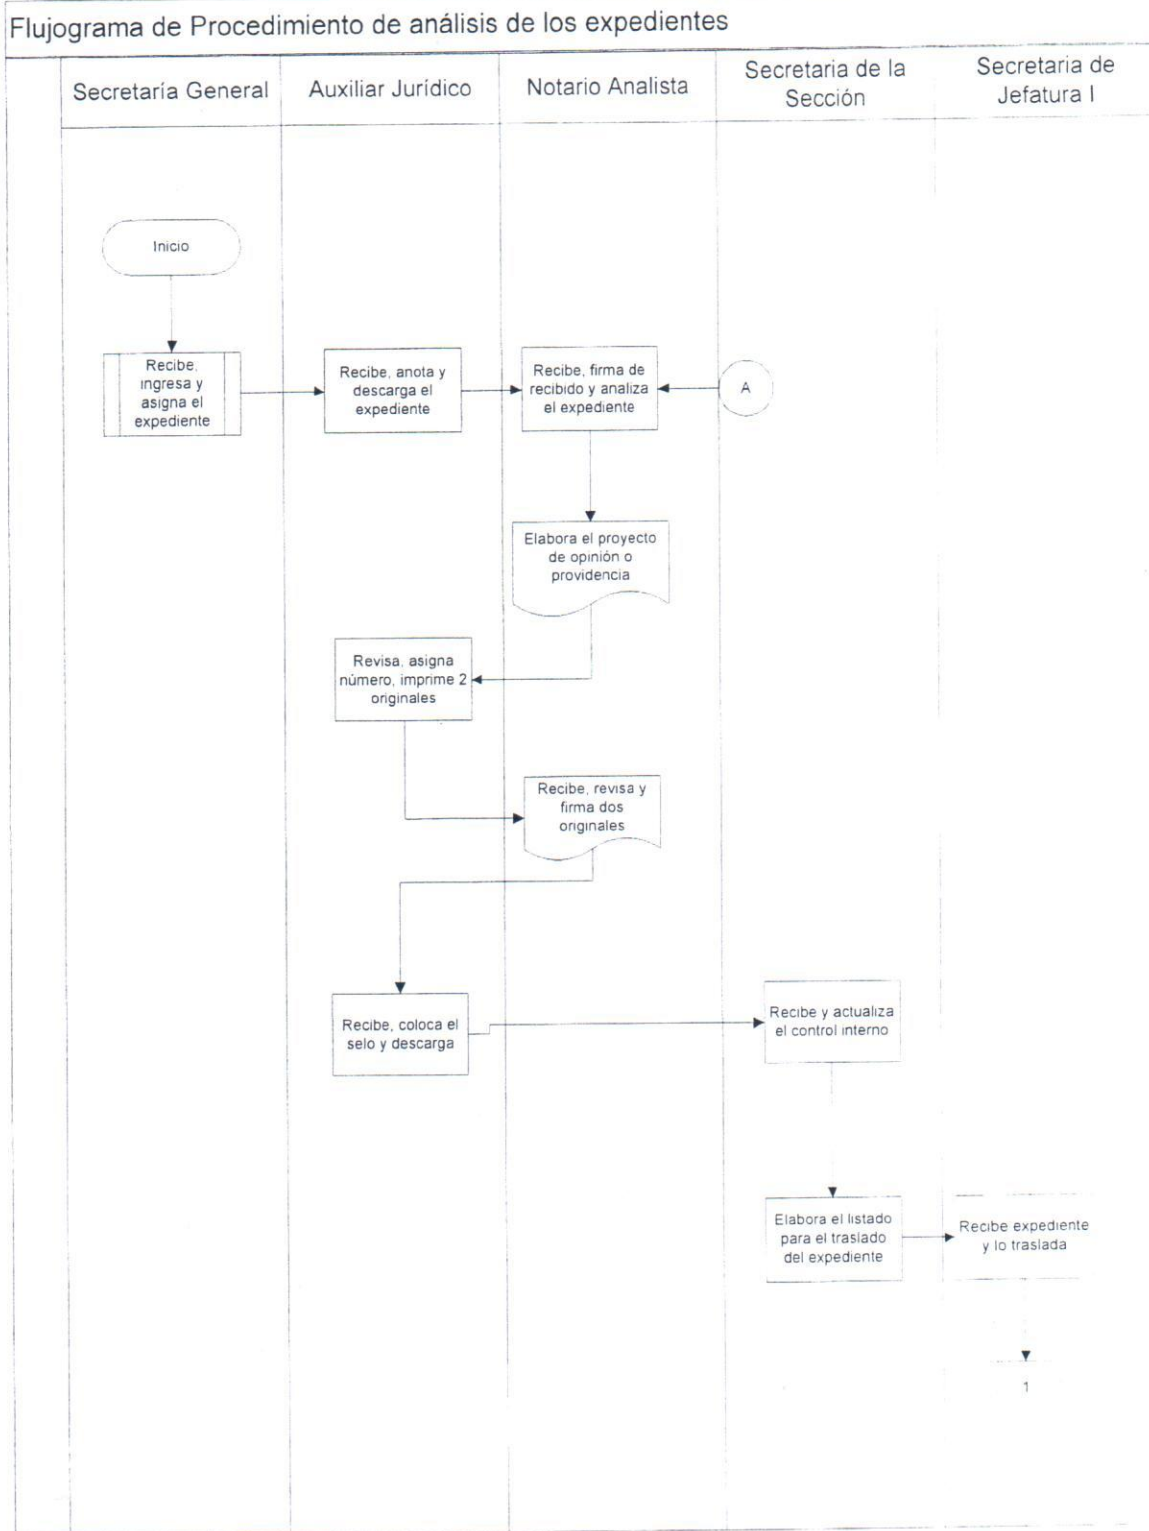 Flujograma de Procedimiento de análisis de los expedientes
Secretaría General
Auxiliar Jurídico
Notario Analista
Secretaria de la
Sección
Secretaria de
Jefatura I
Inicio
Recibe,
ingresa y
asigna el
expediente
Recibe, anota y
descarga el
expediente
Recibe, firma de
recibido y analiza
el expediente
A
Elabora el proyecto
de opinión o
providencia
Revisa, asigna
número, imprime 2
originales
Recibe, revisa y
firma dos
originales
Recibe, coloca el
selo y descarga
Recibe y actualiza
el control interno
Elabora el listado
para el traslado
del expediente
Recibe expediente
y lo traslada
1